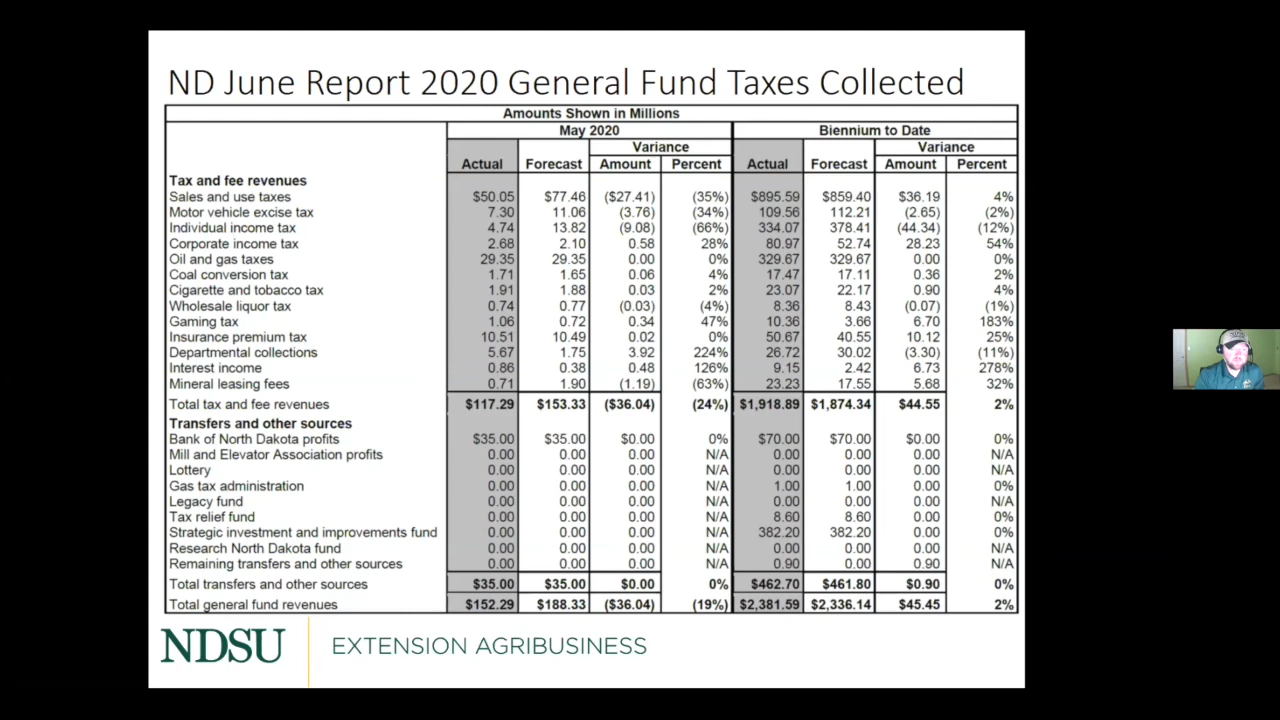 ND June Report 2020 General Fund Taxes Collected
Amounts Shown in Millions
May 2020 Biennium to Date
Variance Variance
Actual Forecast Amount Percent Actual Forecast Amount Percent
Tax and fee revenues
Sales and use taxes $50.05 $77.46 ($27.41) (35%) $895.59 $859.40 $36.19 4%
Motor vehicle excise tax 7.30 11.06 (3.76) (34%) 109.56 112.21 (2.65) (2%)
Individual income tax 4.74 13.82 (9.08) (66%) 334.07 378.41 (44.34) (12%)
Corporate income tax 2.68 2.10 0.58 28% 80.97 52.74 28.23 54%
Oil and gas taxes 29.35 29.35 0.00 0% 329.67 329.67 0.00 0%
Coal conversion tax 1.71 1.65 0.06 4% 17.47 17.11 0.36 2%
Cigarette and tobacco tax 1.91 1.88 0.03 2% 23.07 22.17 0.90 4%
Wholesale liquor tax 0.74 0.77 (0.03) (4%) 8.36 8.43 (0.07) (1%)
Gaming tax 1.06 0.72 0.34 47% 10.36 3.66 6.70 183%
Insurance premium tax 10.51 10.49 0.02 0% 50.67 40.55 10.12 25%
Departmental collections 5.67 1.75 3.92 224% 26.72 30.02 (3.30) (11%)
Interest income 0.86 0.38 0.48 126% 9.15 2.42 6.73 278%
Mineral leasing fees 0.71 1.90 (1.19) (63%) 23.23 17.55 5.68 32%
Total tax and fee revenues $117.29 $153.33 ($36.04) (24%) $1,918.89 $1,874.34 $44.55 2%
Transfers and other sources
Bank of North Dakota profits $35.00 $35.00 $0.00 0% $70.00 $70.00 $0.00 0%
Mill and Elevator Association profits 0.00 0.00 0.00 N/A 0.00 0.00 0.00 N/A
Lottery 0.00 0.00 0.00 N/A 0.00 0.00 0.00 N/A
Gas tax administration 0.00 0.00 0.00 N/A 1.00 1.00 0.00 0%
Legacy fund 0.00 0.00 0.00 N/A 0.00 0.00 0.00 N/A
Tax relief fund 0.00 0.00 0.00 N/A 8.60 8.60 0.00 0%
Strategic investment and improvements fund 0.00 0.00 0.00 N/A 382.20 382.20 0.00 0%
Research North Dakota fund 0.00 0.00 0.00 N/A 0.00 0.00 0.00 N/A
Remaining transfers and other sources 0.00 0.00 0.00 N/A 0.90 0.00 0.90 N/A
Total transfers and other sources $35.00 $35.00 $0.00 0% $462.70 $461.80 $0.90 0%
Total general fund revenues $152.29 $188.33 ($36.04) (19%) $2,381.59 $2,336.14 $45.45 2%
NDSU EXTENSION AGRIBUSINESS